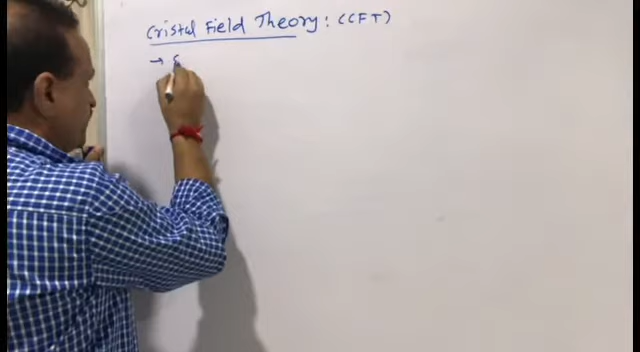 Cristal Field Theory : (CFT)
→